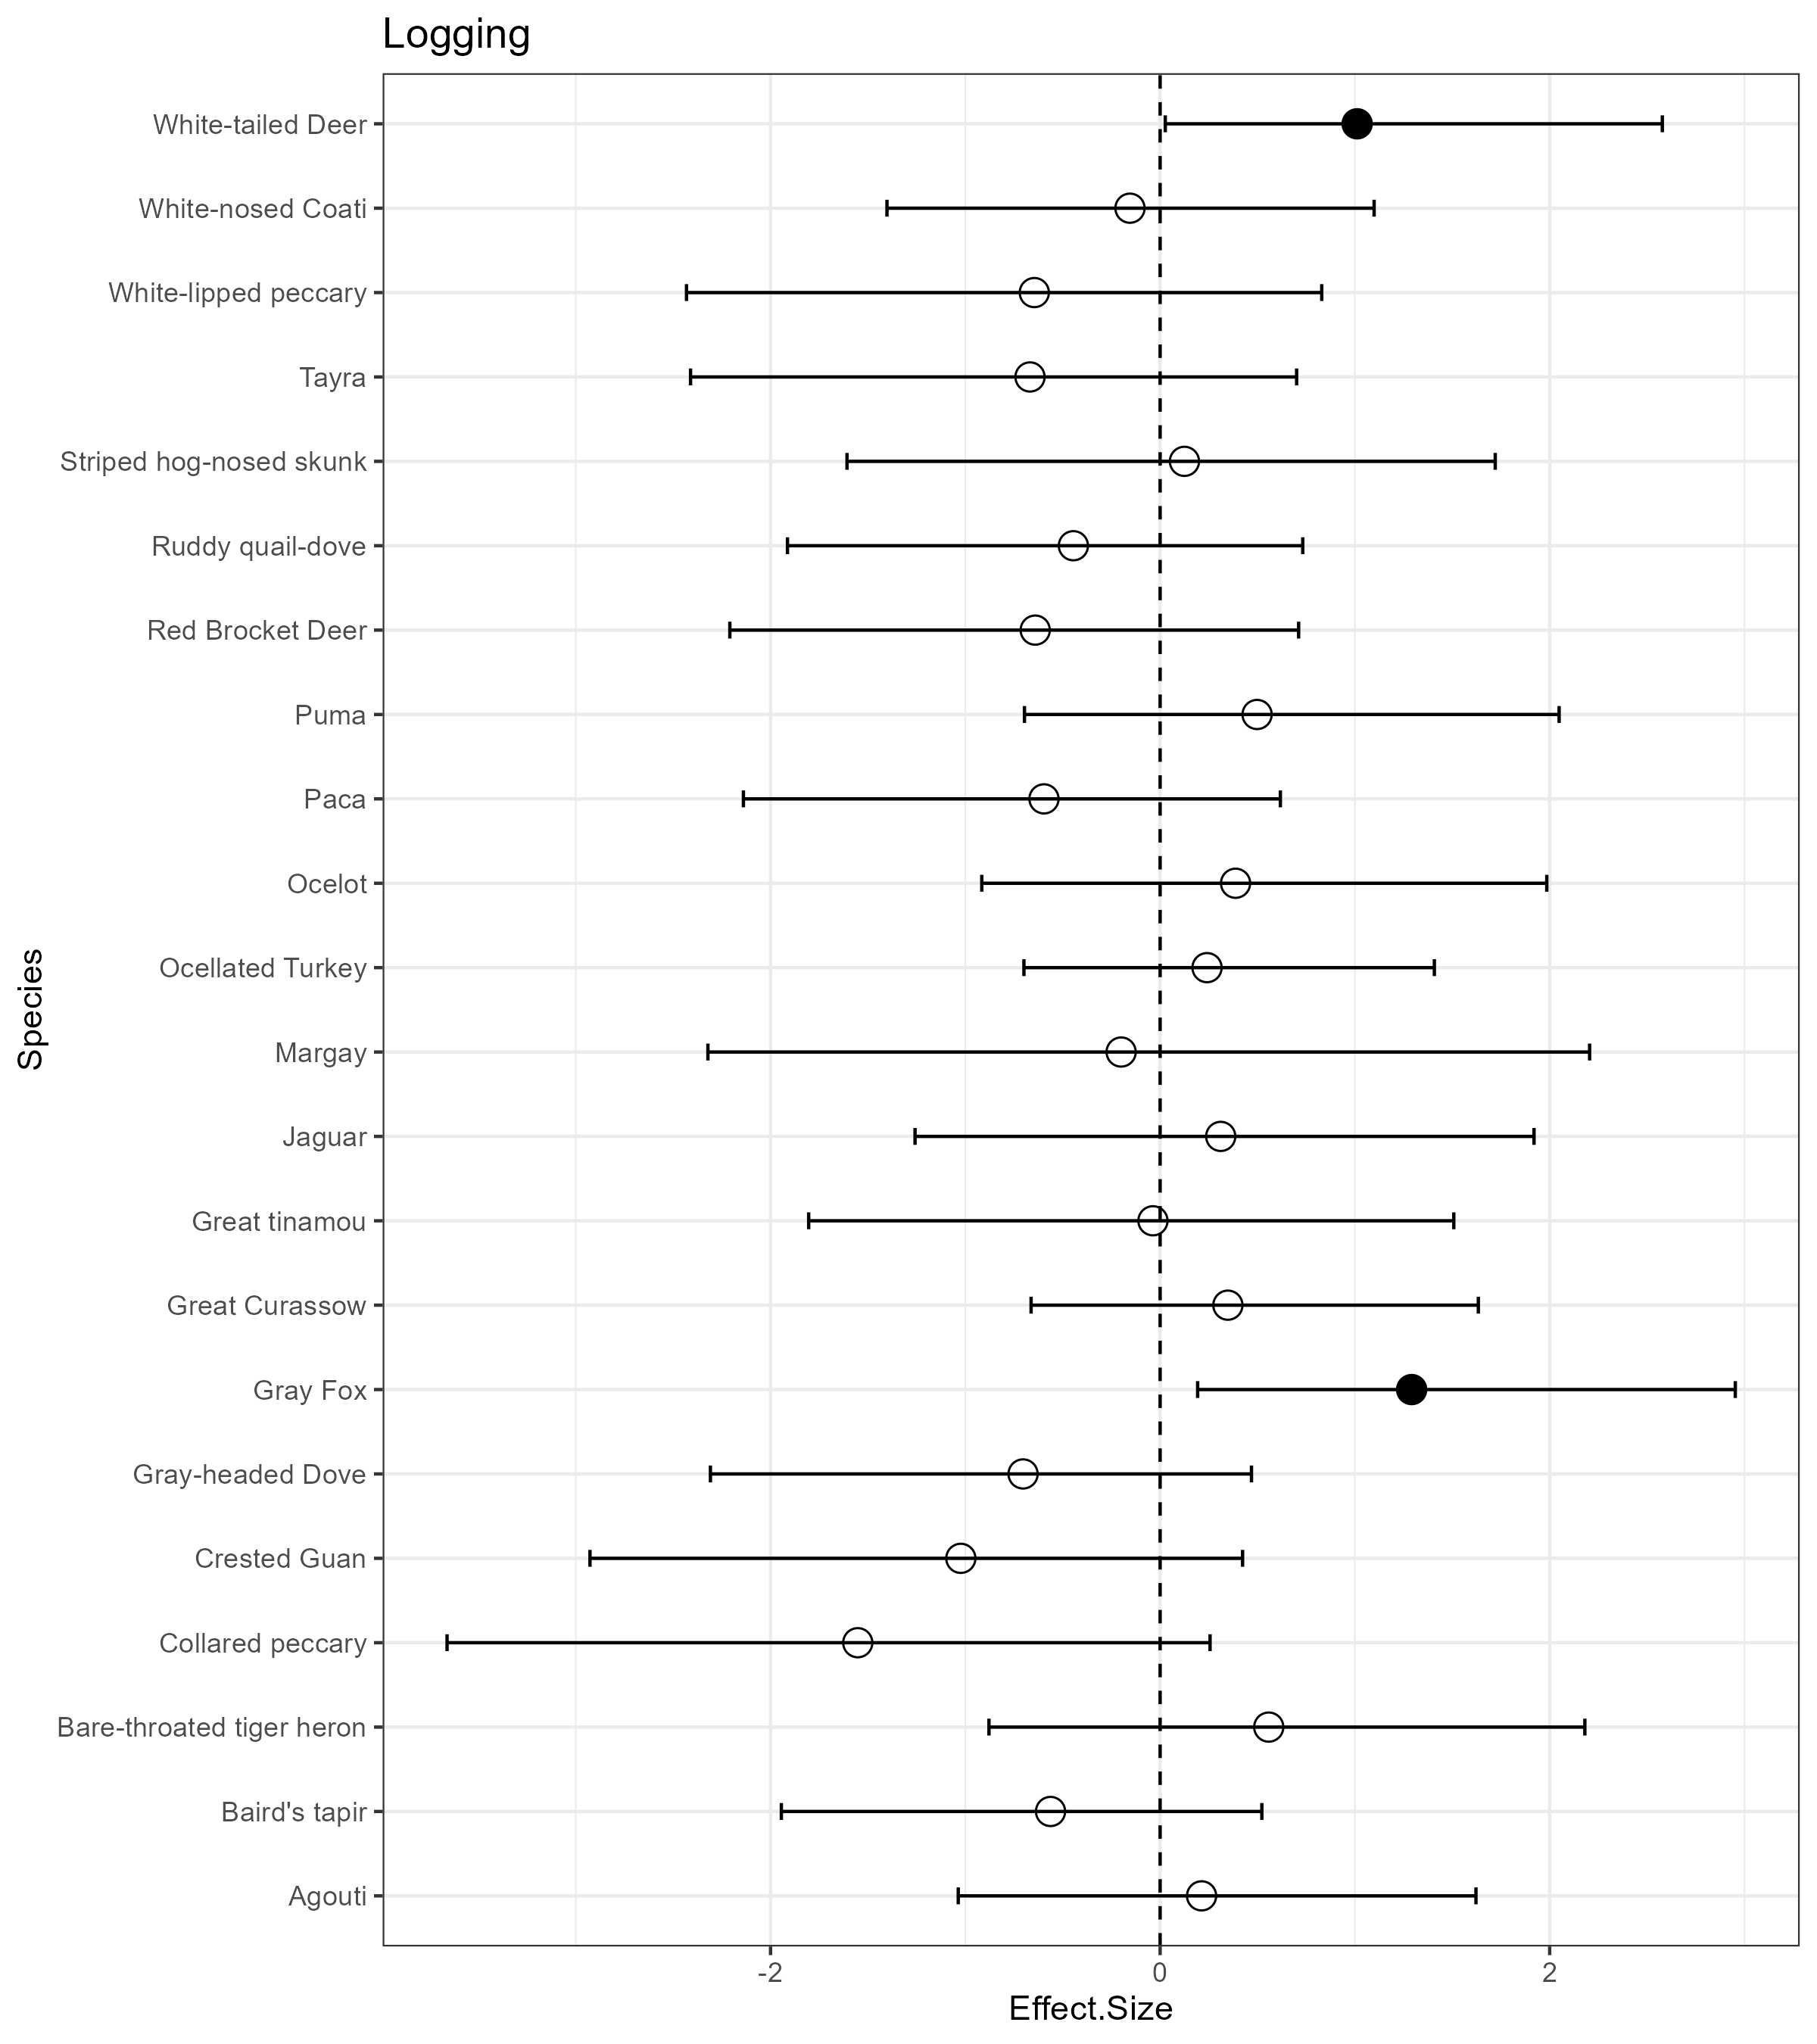 Logging
White-tailed Deer
White-nosed Coati
White-lipped peccary
Tayra
Striped hog-nosed skunk
Ruddy quail-dove
Red Brocket Deer
Puma
Paca
Ocelot
Ocellated Turkey
Margay
Jaguar
Great tinamou
Great Curassow
Gray Fox
Gray-headed Dove
Crested Guan
Collared peccary
Bare-throated tiger heron
Baird's tapir
Agouti
Species
-2 0 2
Effect.Size